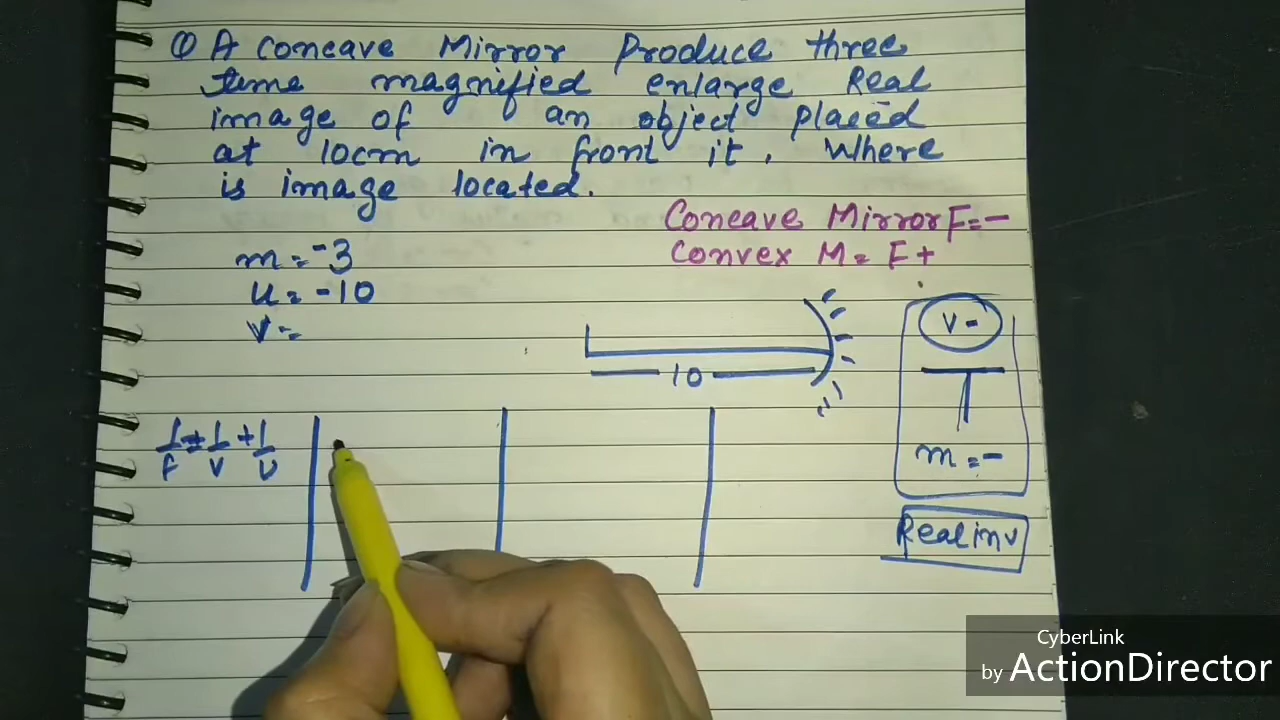 Q A Concave Mirror Produce three
time magnified enlarge Real
image of an object placed
at 10cm in front it. Where
is image located.
Concave Mirror F=-
Convex M= F+
m=-3
u=-10
v=
10
v-
m=-
1/F=1/v+1/u
Real inv
CyberLink
by ActionDirector